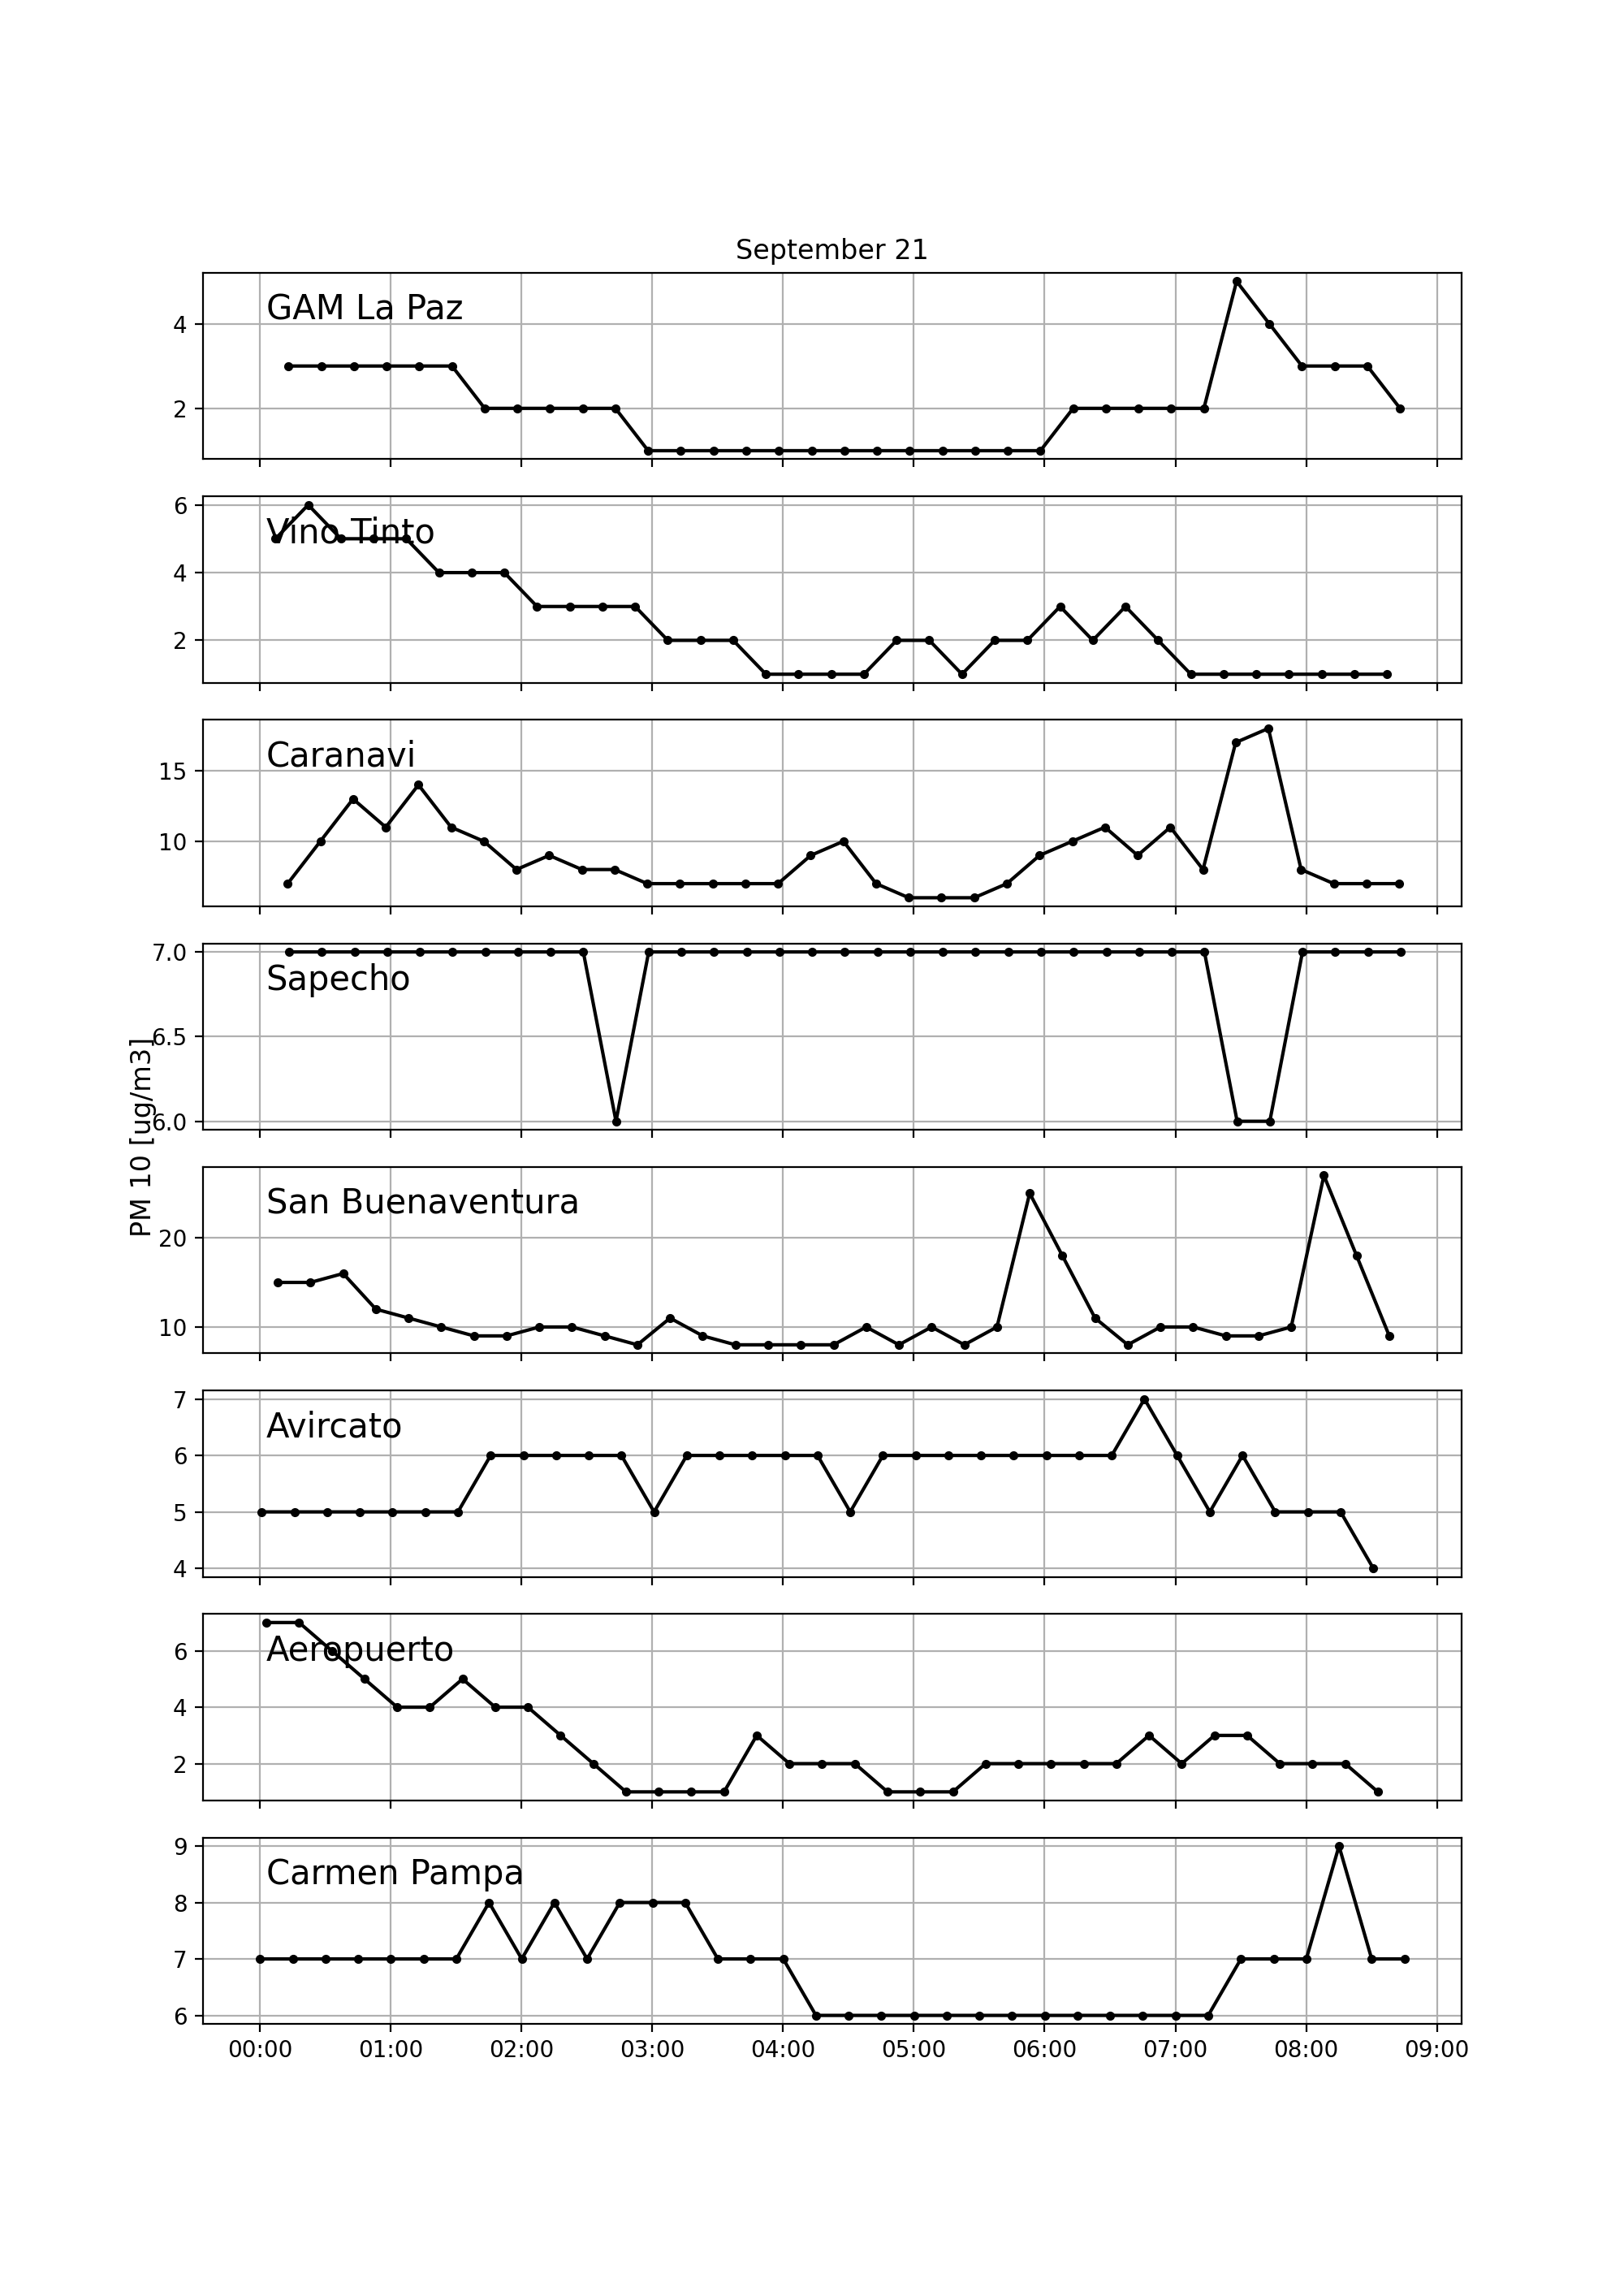 September 21
GAM La Paz
4
2
Vino Tinto
6
4
2
Caranavi
15
10
Sapecho
7.0
6.5
6.0
PM 10 [ug/m3]
San Buenaventura
20
10
Avircato
7
6
5
4
Aeropuerto
6
4
2
Carmen Pampa
9
8
7
6
00:00 01:00 02:00 03:00 04:00 05:00 06:00 07:00 08:00 09:00